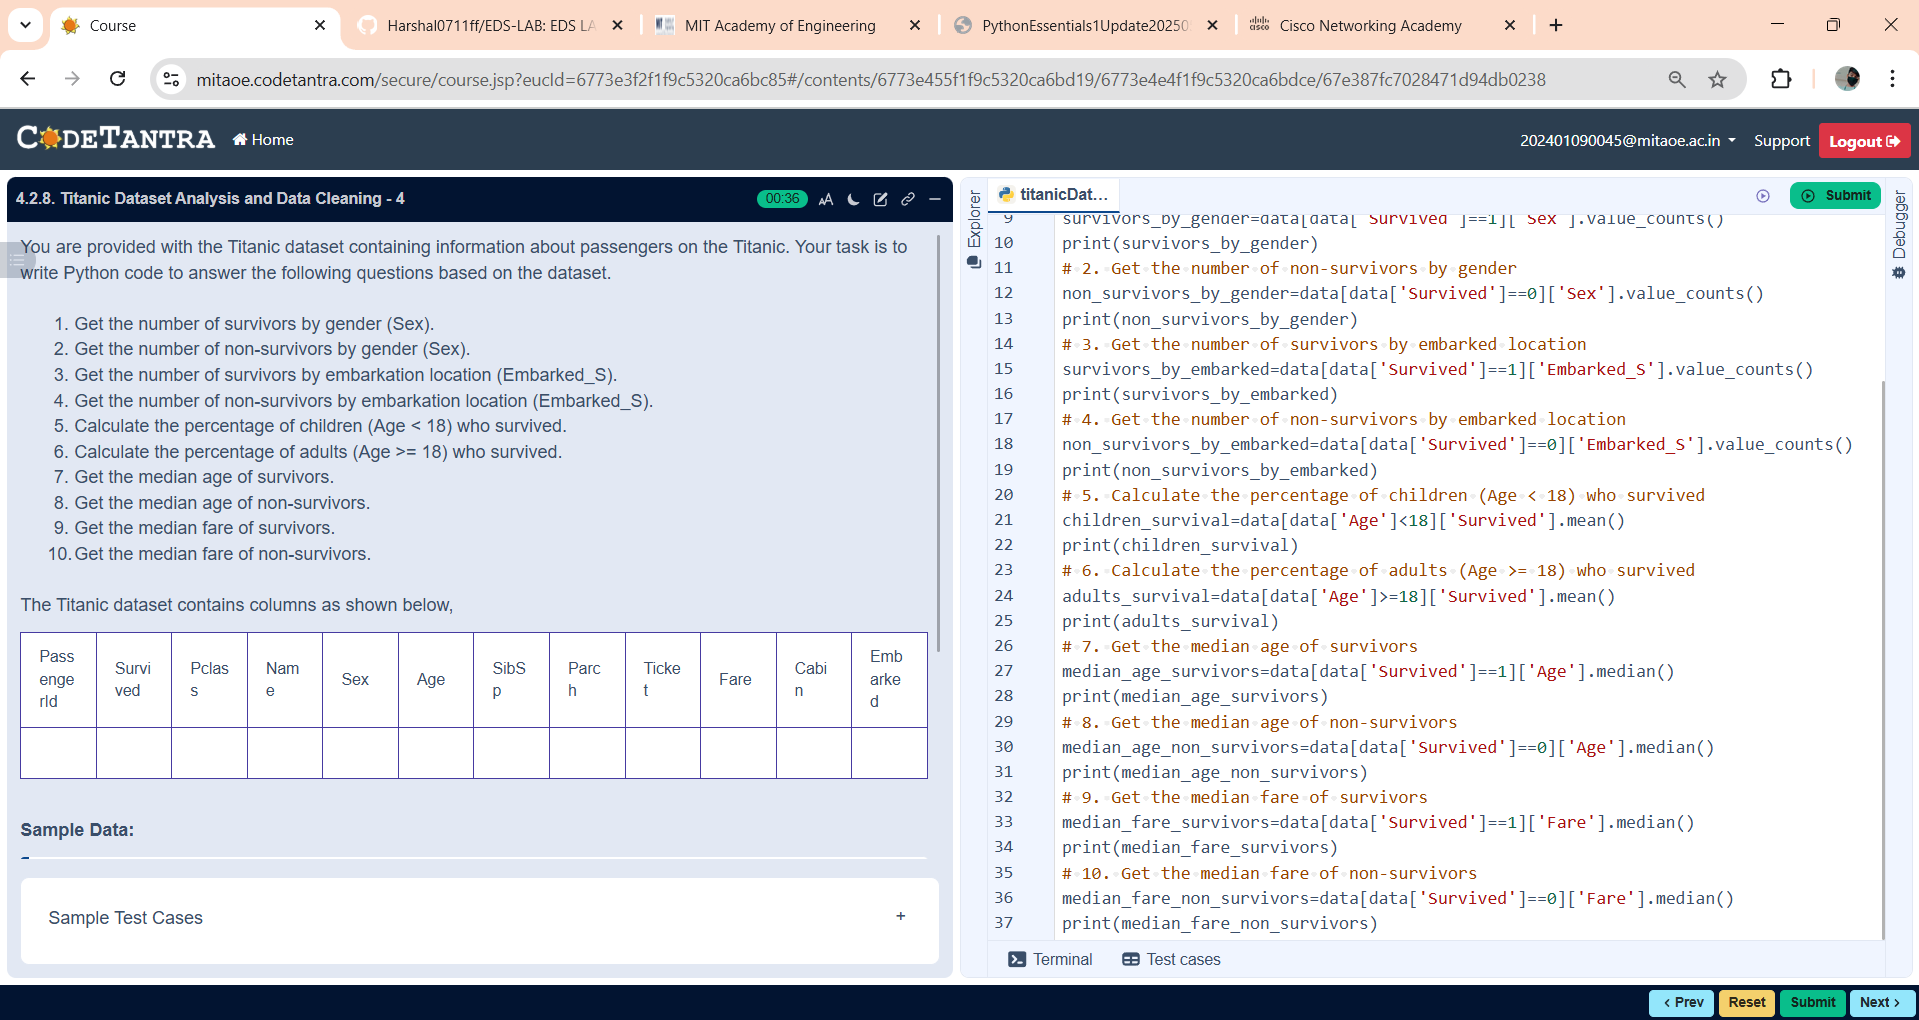 Course
Harshal0711ff/EDS-LAB: EDS LA
MIT Academy of Engineering
PythonEssentials1Update20250
Cisco Networking Academy
mitaoe.codetantra.com/secure/course.jsp?eucId=6773e3f2f1f9c5320ca6bc85#/contents/6773e455f1f9c5320ca6bd19/6773e4e4f1f9c5320ca6bdce/67e387fc7028471d94db0238
CODETANTRA
Home
202401090045@mitaoe.ac.in
Support
Logout
4.2.8. Titanic Dataset Analysis and Data Cleaning - 4
00:36
AA
You are provided with the Titanic dataset containing information about passengers on the Titanic. Your task is to
write Python code to answer the following questions based on the dataset.
1. Get the number of survivors by gender (Sex).
2. Get the number of non-survivors by gender (Sex).
3. Get the number of survivors by embarkation location (Embarked_S).
4. Get the number of non-survivors by embarkation location (Embarked_S).
5. Calculate the percentage of children (Age < 18) who survived.
6. Calculate the percentage of adults (Age >= 18) who survived.
7. Get the median age of survivors.
8. Get the median age of non-survivors.
9. Get the median fare of survivors.
10. Get the median fare of non-survivors.
The Titanic dataset contains columns as shown below,
Pass
enge
rId
Survi
ved
Pclas
s
Nam
e
Sex
Age
SibS
p
Parc
h
Ticke
t
Fare
Cabi
n
Emb
arke
d
Sample Data:
Sample Test Cases
+
Explorer
titanicDat...
Submit
Debugger
9 survivors_by_gender=data[data['Survived']==1]['Sex'].value_counts()
10 print(survivors_by_gender)
11 # 2. Get the number of non-survivors by gender
12 non_survivors_by_gender=data[data['Survived']==0]['Sex'].value_counts()
13 print(non_survivors_by_gender)
14 # 3. Get the number of survivors by embarked location
15 survivors_by_embarked=data[data['Survived']==1]['Embarked_S'].value_counts()
16 print(survivors_by_embarked)
17 # 4. Get the number of non-survivors by embarked location
18 non_survivors_by_embarked=data[data['Survived']==0]['Embarked_S'].value_counts()
19 print(non_survivors_by_embarked)
20 # 5. Calculate the percentage of children (Age < 18) who survived
21 children_survival=data[data['Age']<18]['Survived'].mean()
22 print(children_survival)
23 # 6. Calculate the percentage of adults (Age >= 18) who survived
24 adults_survival=data[data['Age']>=18]['Survived'].mean()
25 print(adults_survival)
26 # 7. Get the median age of survivors
27 median_age_survivors=data[data['Survived']==1]['Age'].median()
28 print(median_age_survivors)
29 # 8. Get the median age of non-survivors
30 median_age_non_survivors=data[data['Survived']==0]['Age'].median()
31 print(median_age_non_survivors)
32 # 9. Get the median fare of survivors
33 median_fare_survivors=data[data['Survived']==1]['Fare'].median()
34 print(median_fare_survivors)
35 # 10. Get the median fare of non-survivors
36 median_fare_non_survivors=data[data['Survived']==0]['Fare'].median()
37 print(median_fare_non_survivors)
Terminal
Test cases
< Prev
Reset
Submit
Next >